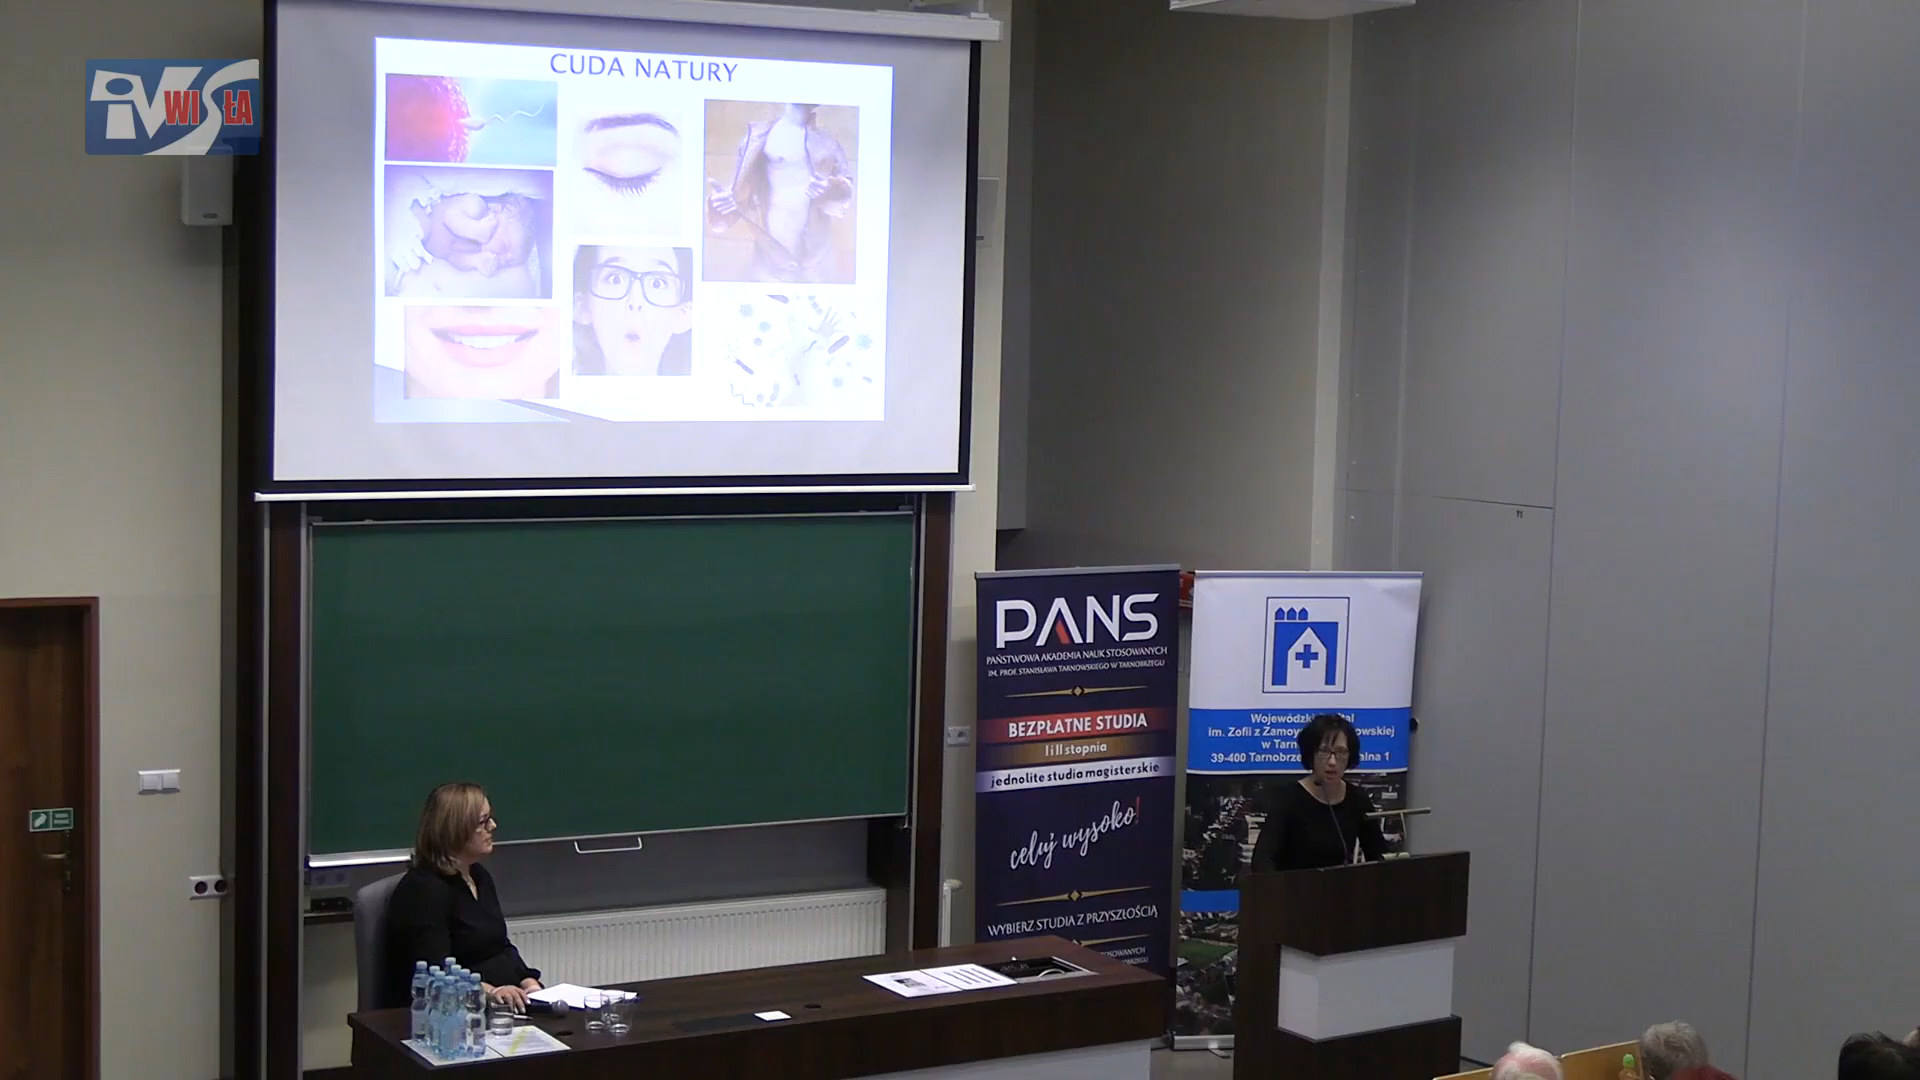 iVS
WISŁA
CUDA NATURY
PANS
PAŃSTWOWA AKADEMIA NAUK STOSOWANYCH
IM. PROF. STANISŁAWA TARNOWSKIEGO W TARNOBRZEGU
BEZPŁATNE STUDIA
I i II stopnia
jednolite studia magisterskie
celuj wysoko!
WYBIERZ STUDIA Z PRZYSZŁOŚCIĄ
Wojewódzki
im. Zofii z Zamoy owskiej
w Tarn
39-400 Tarnobrze alna 1